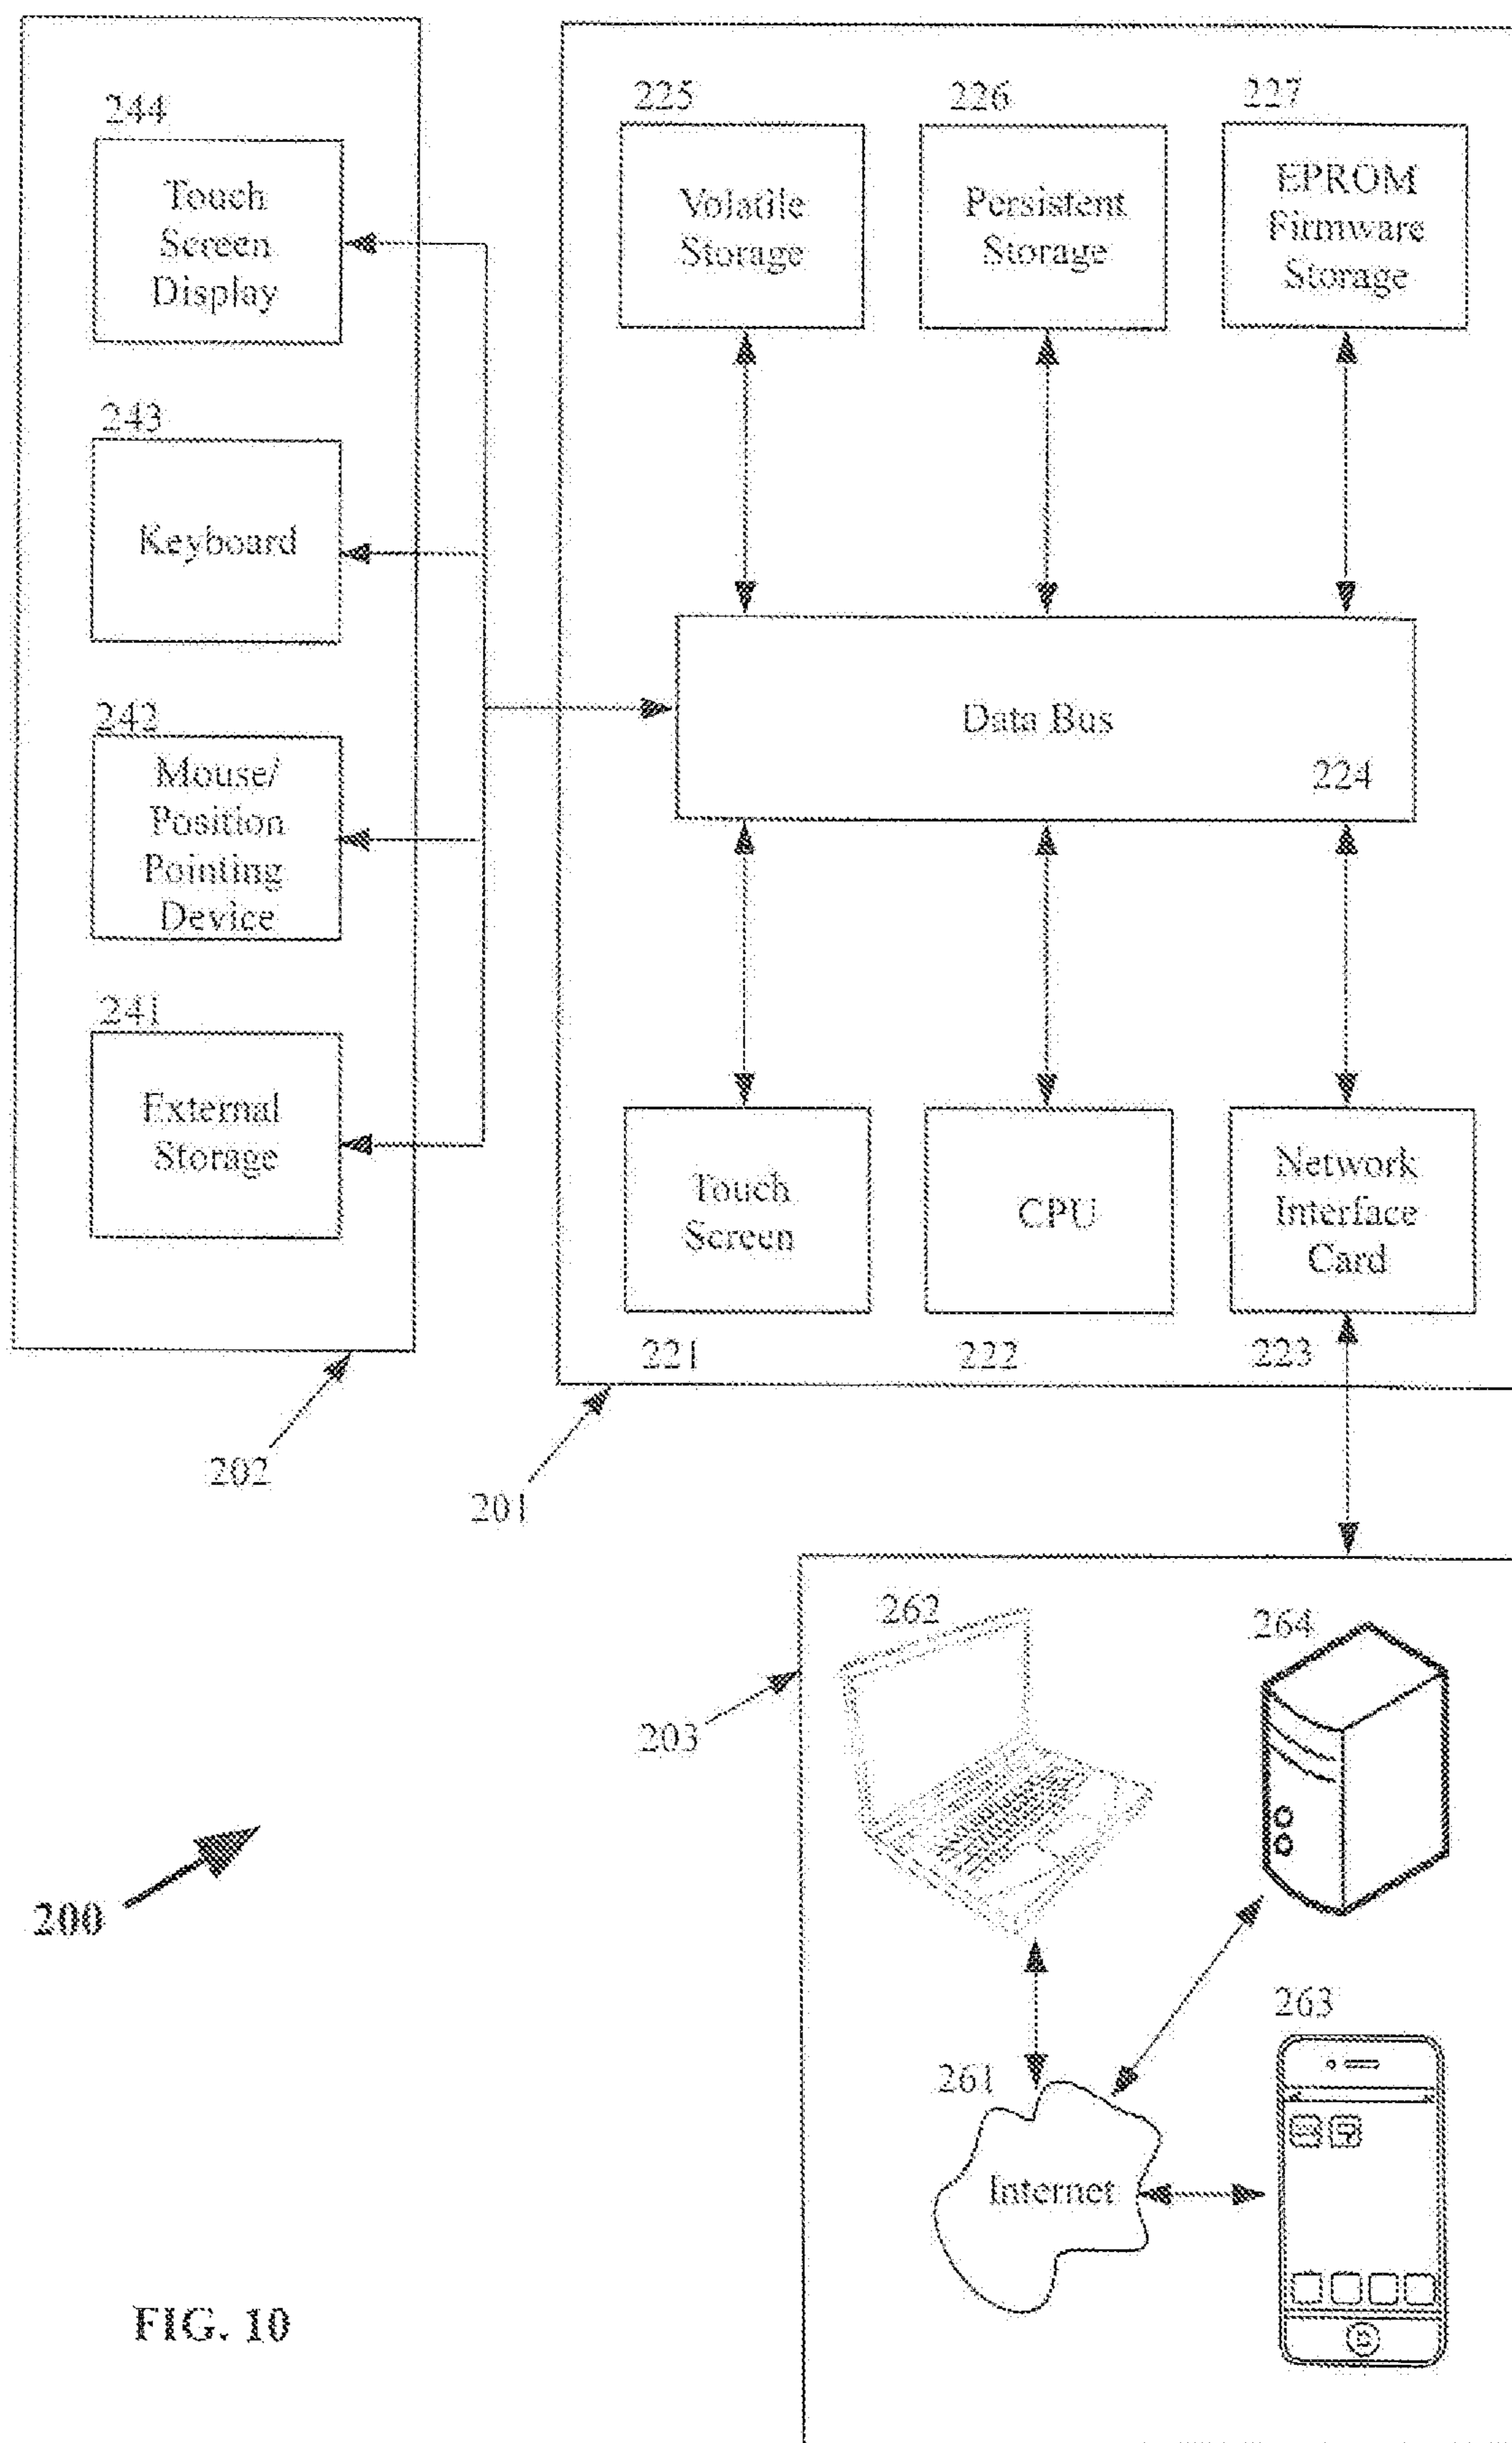 244
Touch
Screen
Display
243
Keyboard
242
Mouse/
Position
Pointing
Device
241
External
Storage
202
225
Volatile
Storage
226
Persistent
Storage
227
EPROM
Firmware
Storage
Data Bus
224
Touch
Screen
221
CPU
222
Network
Interface
Card
223
201
203
262
264
263
261
Internet
200
FIG. 10